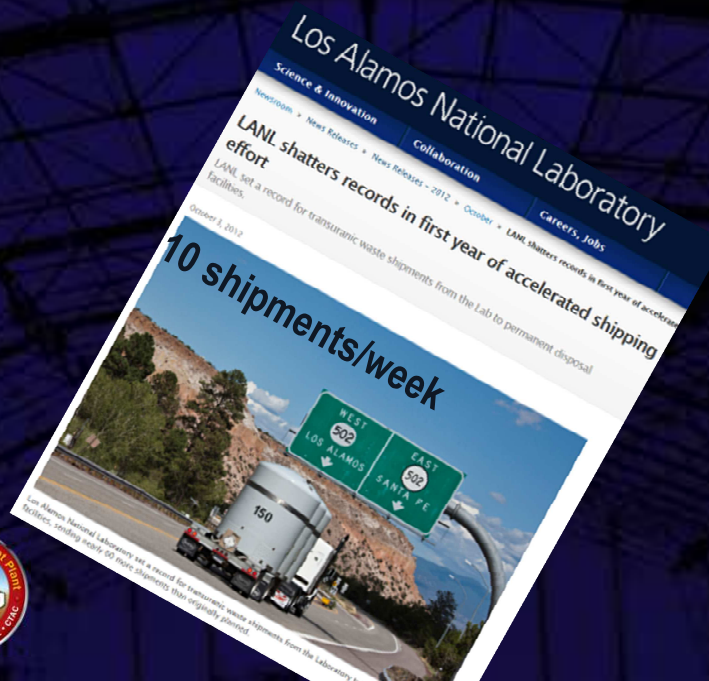 Los Alamos National Laboratory
Science & Innovation
Collaboration
Careers, Jobs
Newsroom » News Releases » News Releases - 2012 » October » LANL shatters records in first year of accelerated
LANL shatters records in first year of accelerated shipping
effort
LANL set a record for transuranic waste shipments from the Lab to permanent disposal
facilities.
October 3, 2012
10 shipments/week
WEST
502
LOS ALAMOS
EAST
502
SANTA FE
150
Los Alamos National Laboratory set a record for transuranic waste shipments from the Laboratory
facilities, sending nearly 60 more shipments than originally planned.
Plant
CTAC